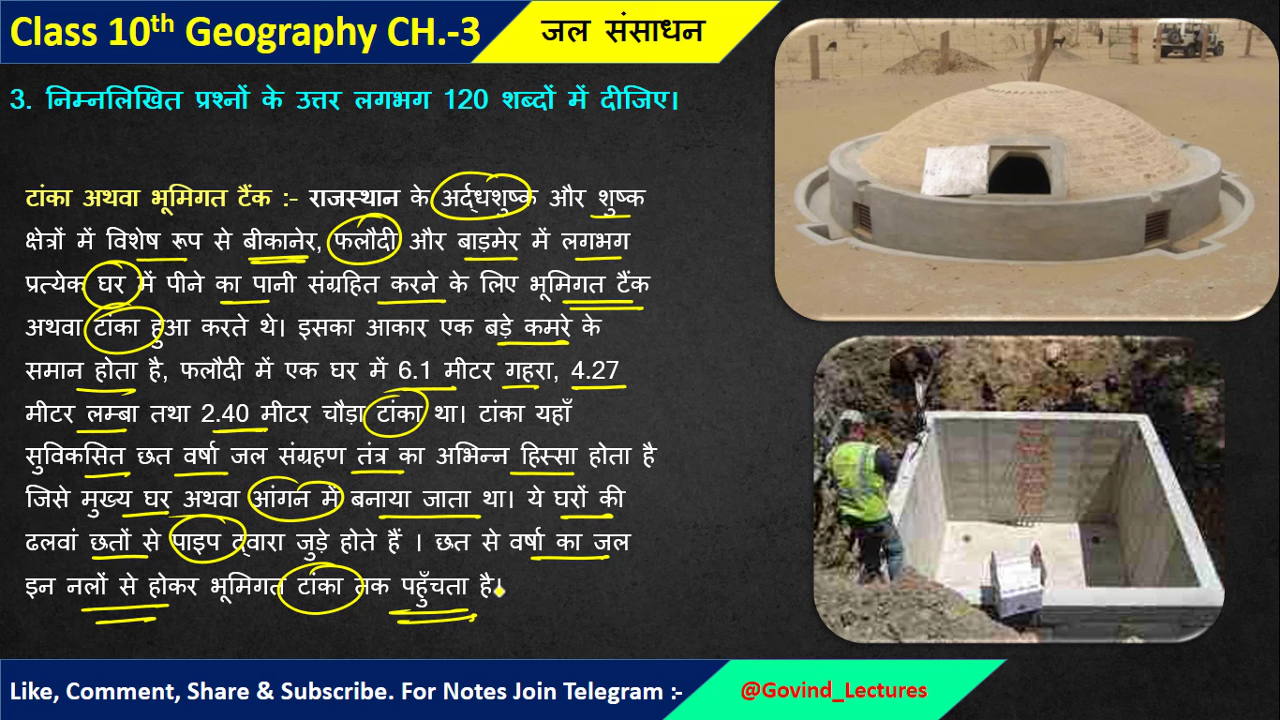 Class 10th Geography CH.-3
जल संसाधन
3. निम्नलिखित प्रश्नों के उत्तर लगभग 120 शब्दों में दीजिए।
टांका अथवा भूमिगत टैंक :- राजस्थान के अर्द्धशुष्क और शुष्क
क्षेत्रों में विशेष रूप से बीकानेर, फलौदी और बाड़मेर में लगभग
प्रत्येक घर में पीने का पानी संग्रहित करने के लिए भूमिगत टैंक
अथवा टांका हुआ करते थे। इसका आकार एक बड़े कमरे के
समान होता है, फलौदी में एक घर में 6.1 मीटर गहरा, 4.27
मीटर लम्बा तथा 2.40 मीटर चौड़ा टांका था। टांका यहाँ
सुविकसित छत वर्षा जल संग्रहण तंत्र का अभिन्न हिस्सा होता है
जिसे मुख्य घर अथवा आंगन में बनाया जाता था। ये घरों की
ढलवां छतों से पाइप द्वारा जुड़े होते हैं । छत से वर्षा का जल
इन नलों से होकर भूमिगत टांका तक पहुँचता है।
Like, Comment, Share & Subscribe. For Notes Join Telegram :-
@Govind_Lectures